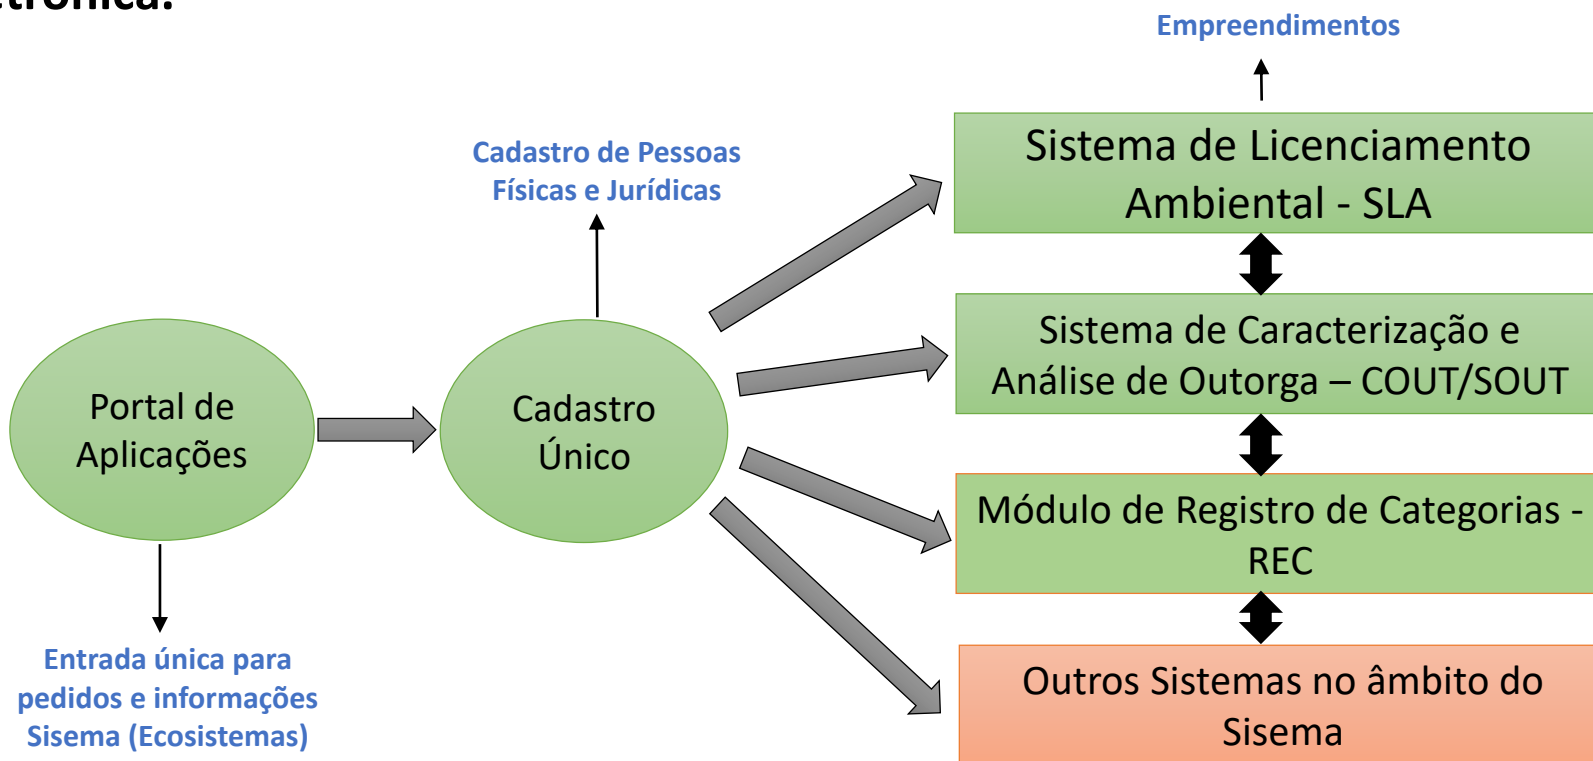 etrônica.
Empreendimentos
Sistema de Licenciamento
Ambiental - SLA
Cadastro de Pessoas
Físicas e Jurídicas
Sistema de Caracterização e
Análise de Outorga – COUT/SOUT
Portal de
Aplicações
Cadastro
Único
Módulo de Registro de Categorias -
REC
Entrada única para
pedidos e informações
Sisema (Ecosistemas)
Outros Sistemas no âmbito do
Sisema